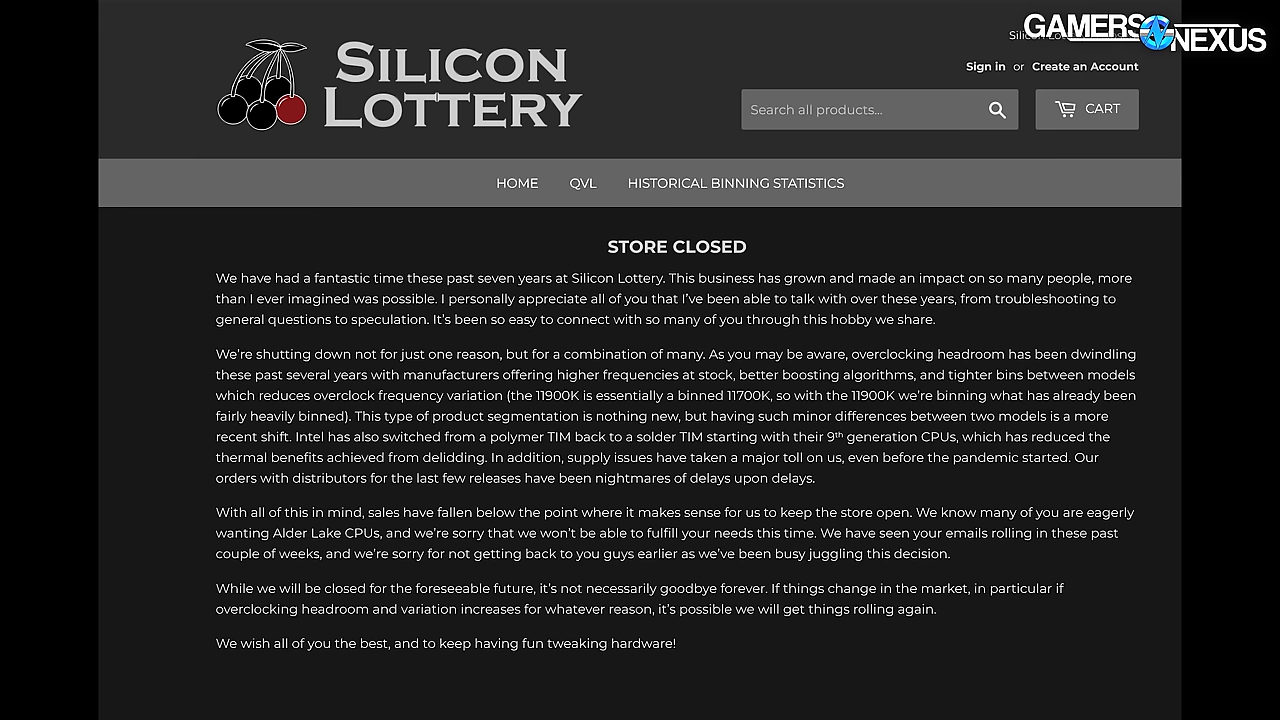 GAMERS NEXUS
SILICON LOTTERY
Sign in or Create an Account
Search all products...
CART
HOME QVL HISTORICAL BINNING STATISTICS
STORE CLOSED
We have had a fantastic time these past seven years at Silicon Lottery. This business has grown and made an impact on so many people, more
than I ever imagined was possible. I personally appreciate all of you that I’ve been able to talk with over these years, from troubleshooting to
general questions to speculation. It’s been so easy to connect with so many of you through this hobby we share.
We’re shutting down not for just one reason, but for a combination of many. As you may be aware, overclocking headroom has been dwindling
these past several years with manufacturers offering higher frequencies at stock, better boosting algorithms, and tighter bins between models
which reduces overclock frequency variation (the 11900K is essentially a binned 11700K, so with the 11900K we’re binning what has already been
fairly heavily binned). This type of product segmentation is nothing new, but having such minor differences between two models is a more
recent shift. Intel has also switched from a polymer TIM back to a solder TIM starting with their 9th generation CPUs, which has reduced the
thermal benefits achieved from delidding. In addition, supply issues have taken a major toll on us, even before the pandemic started. Our
orders with distributors for the last few releases have been nightmares of delays upon delays.
With all of this in mind, sales have fallen below the point where it makes sense for us to keep the store open. We know many of you are eagerly
wanting Alder Lake CPUs, and we’re sorry that we won’t be able to fulfill your needs this time. We have seen your emails rolling in these past
couple of weeks, and we’re sorry for not getting back to you guys earlier as we’ve been busy juggling this decision.
While we will be closed for the foreseeable future, it’s not necessarily goodbye forever. If things change in the market, in particular if
overclocking headroom and variation increases for whatever reason, it’s possible we will get things rolling again.
We wish all of you the best, and to keep having fun tweaking hardware!